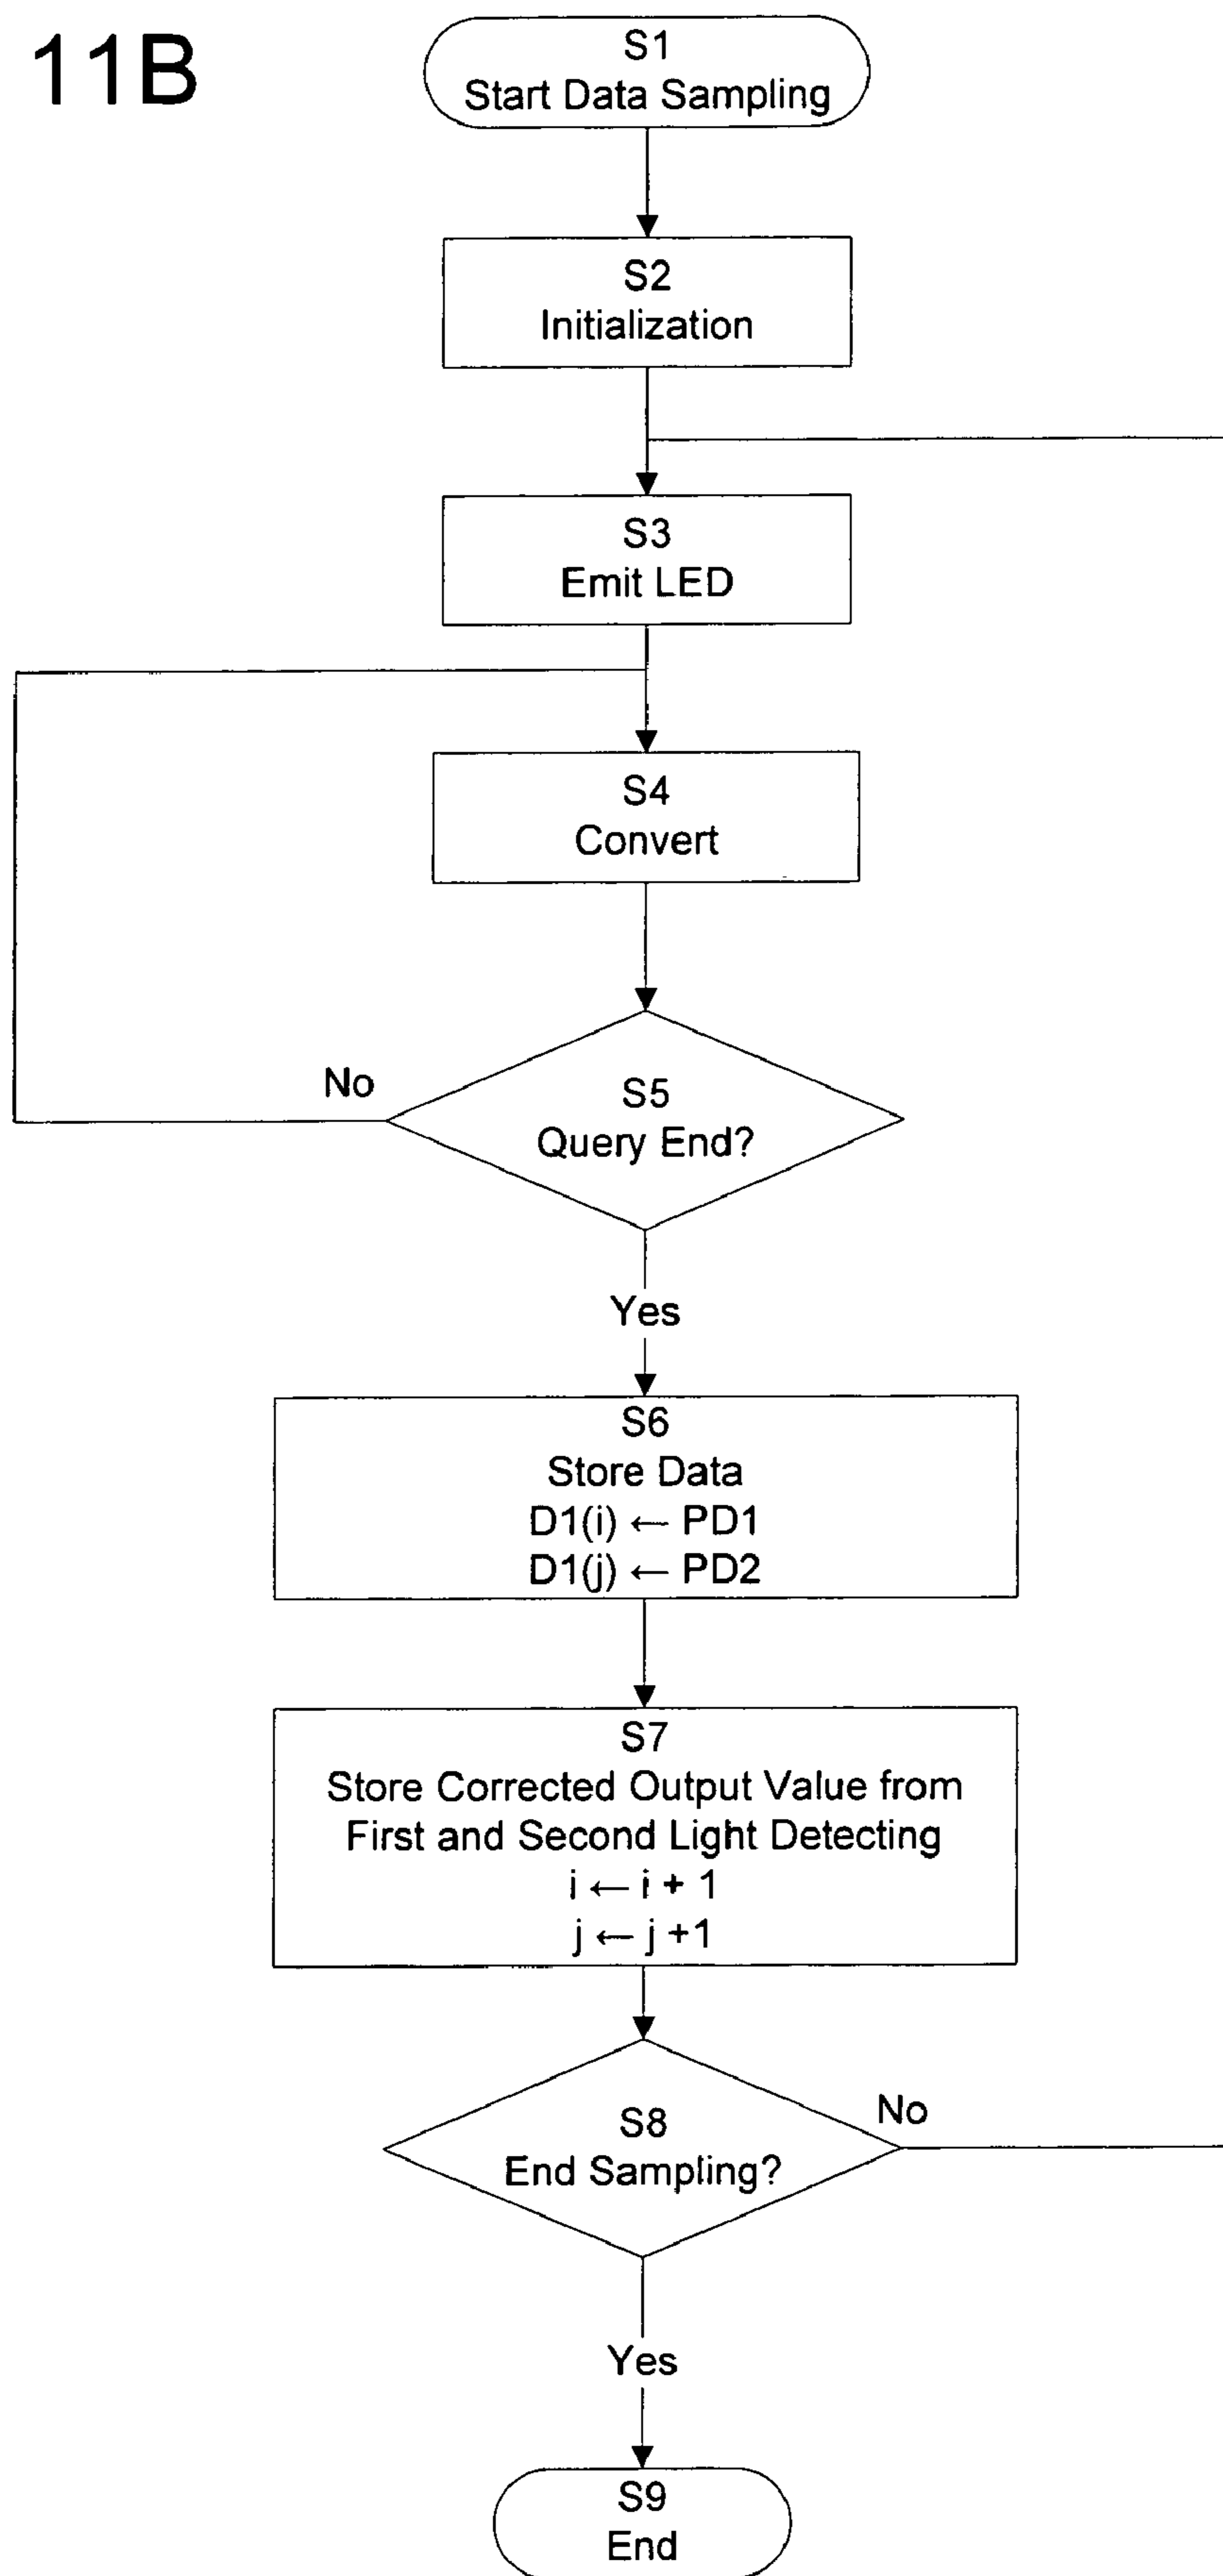 11B
S1
Start Data Sampling
S2
Initialization
S3
Emit LED
S4
Convert
No
S5
Query End?
Yes
S6
Store Data
D1(i) ← PD1
D1(j) ← PD2
S7
Store Corrected Output Value from
First and Second Light Detecting
i ← i + 1
j ← j +1
No
S8
End Sampling?
Yes
S9
End